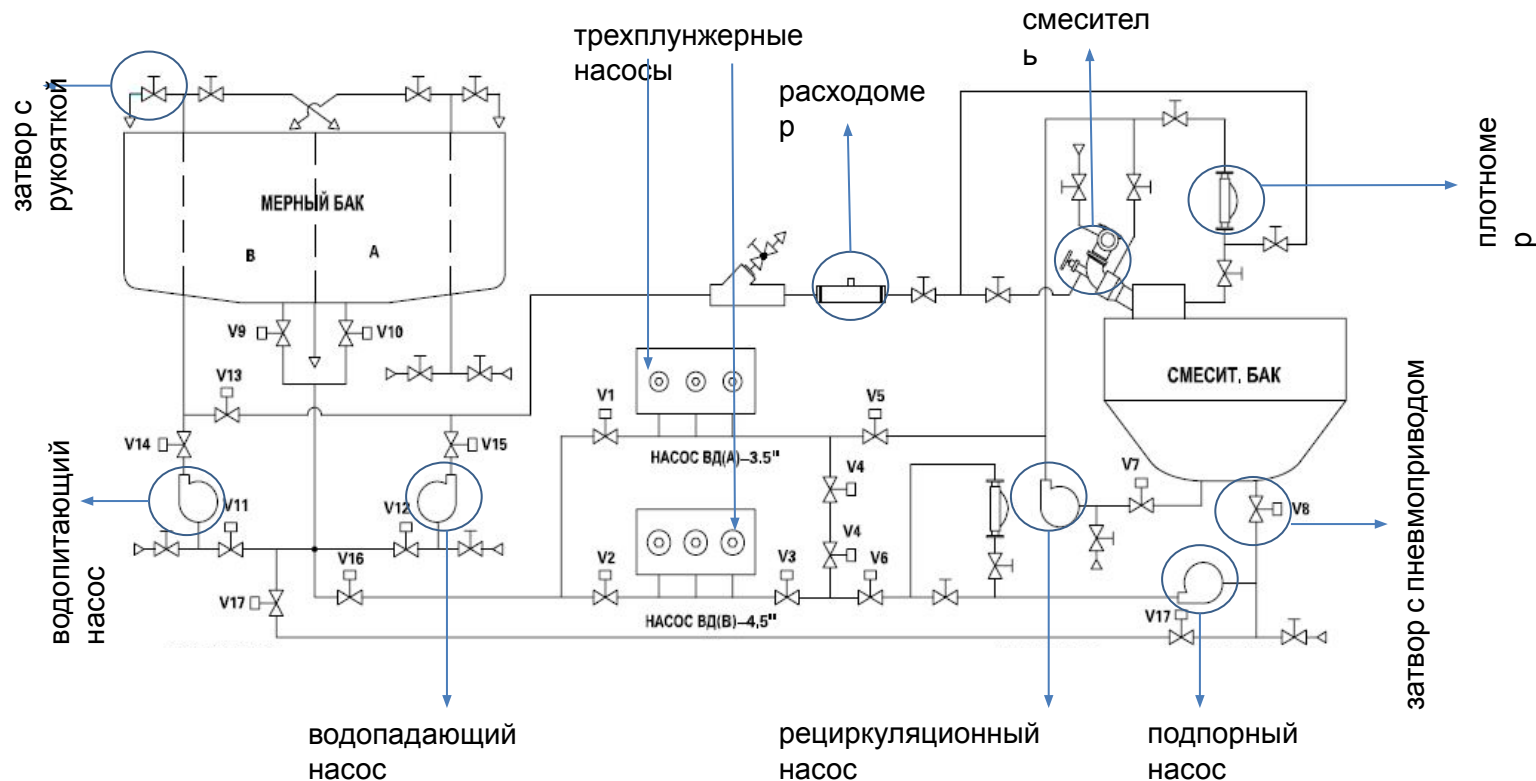 трехплунжерные
насосы
смесител
ь
расходоме
р
затвор с
рукояткой
плотноме
р
МЕРНЫЙ БАК
В
А
V9
V10
СМЕСИТ. БАК
V13
V1
V5
V14
V15
НАСОС ВД(А)–3.5"
V4
V7
V8
V11
V12
V4
V16
V2
V3
V6
V17
НАСОС ВД(В)–4,5"
V17
водопитающий
насос
затвор с пневмоприводом
водопадающий
насос
рециркуляционный
насос
подпорный
насос